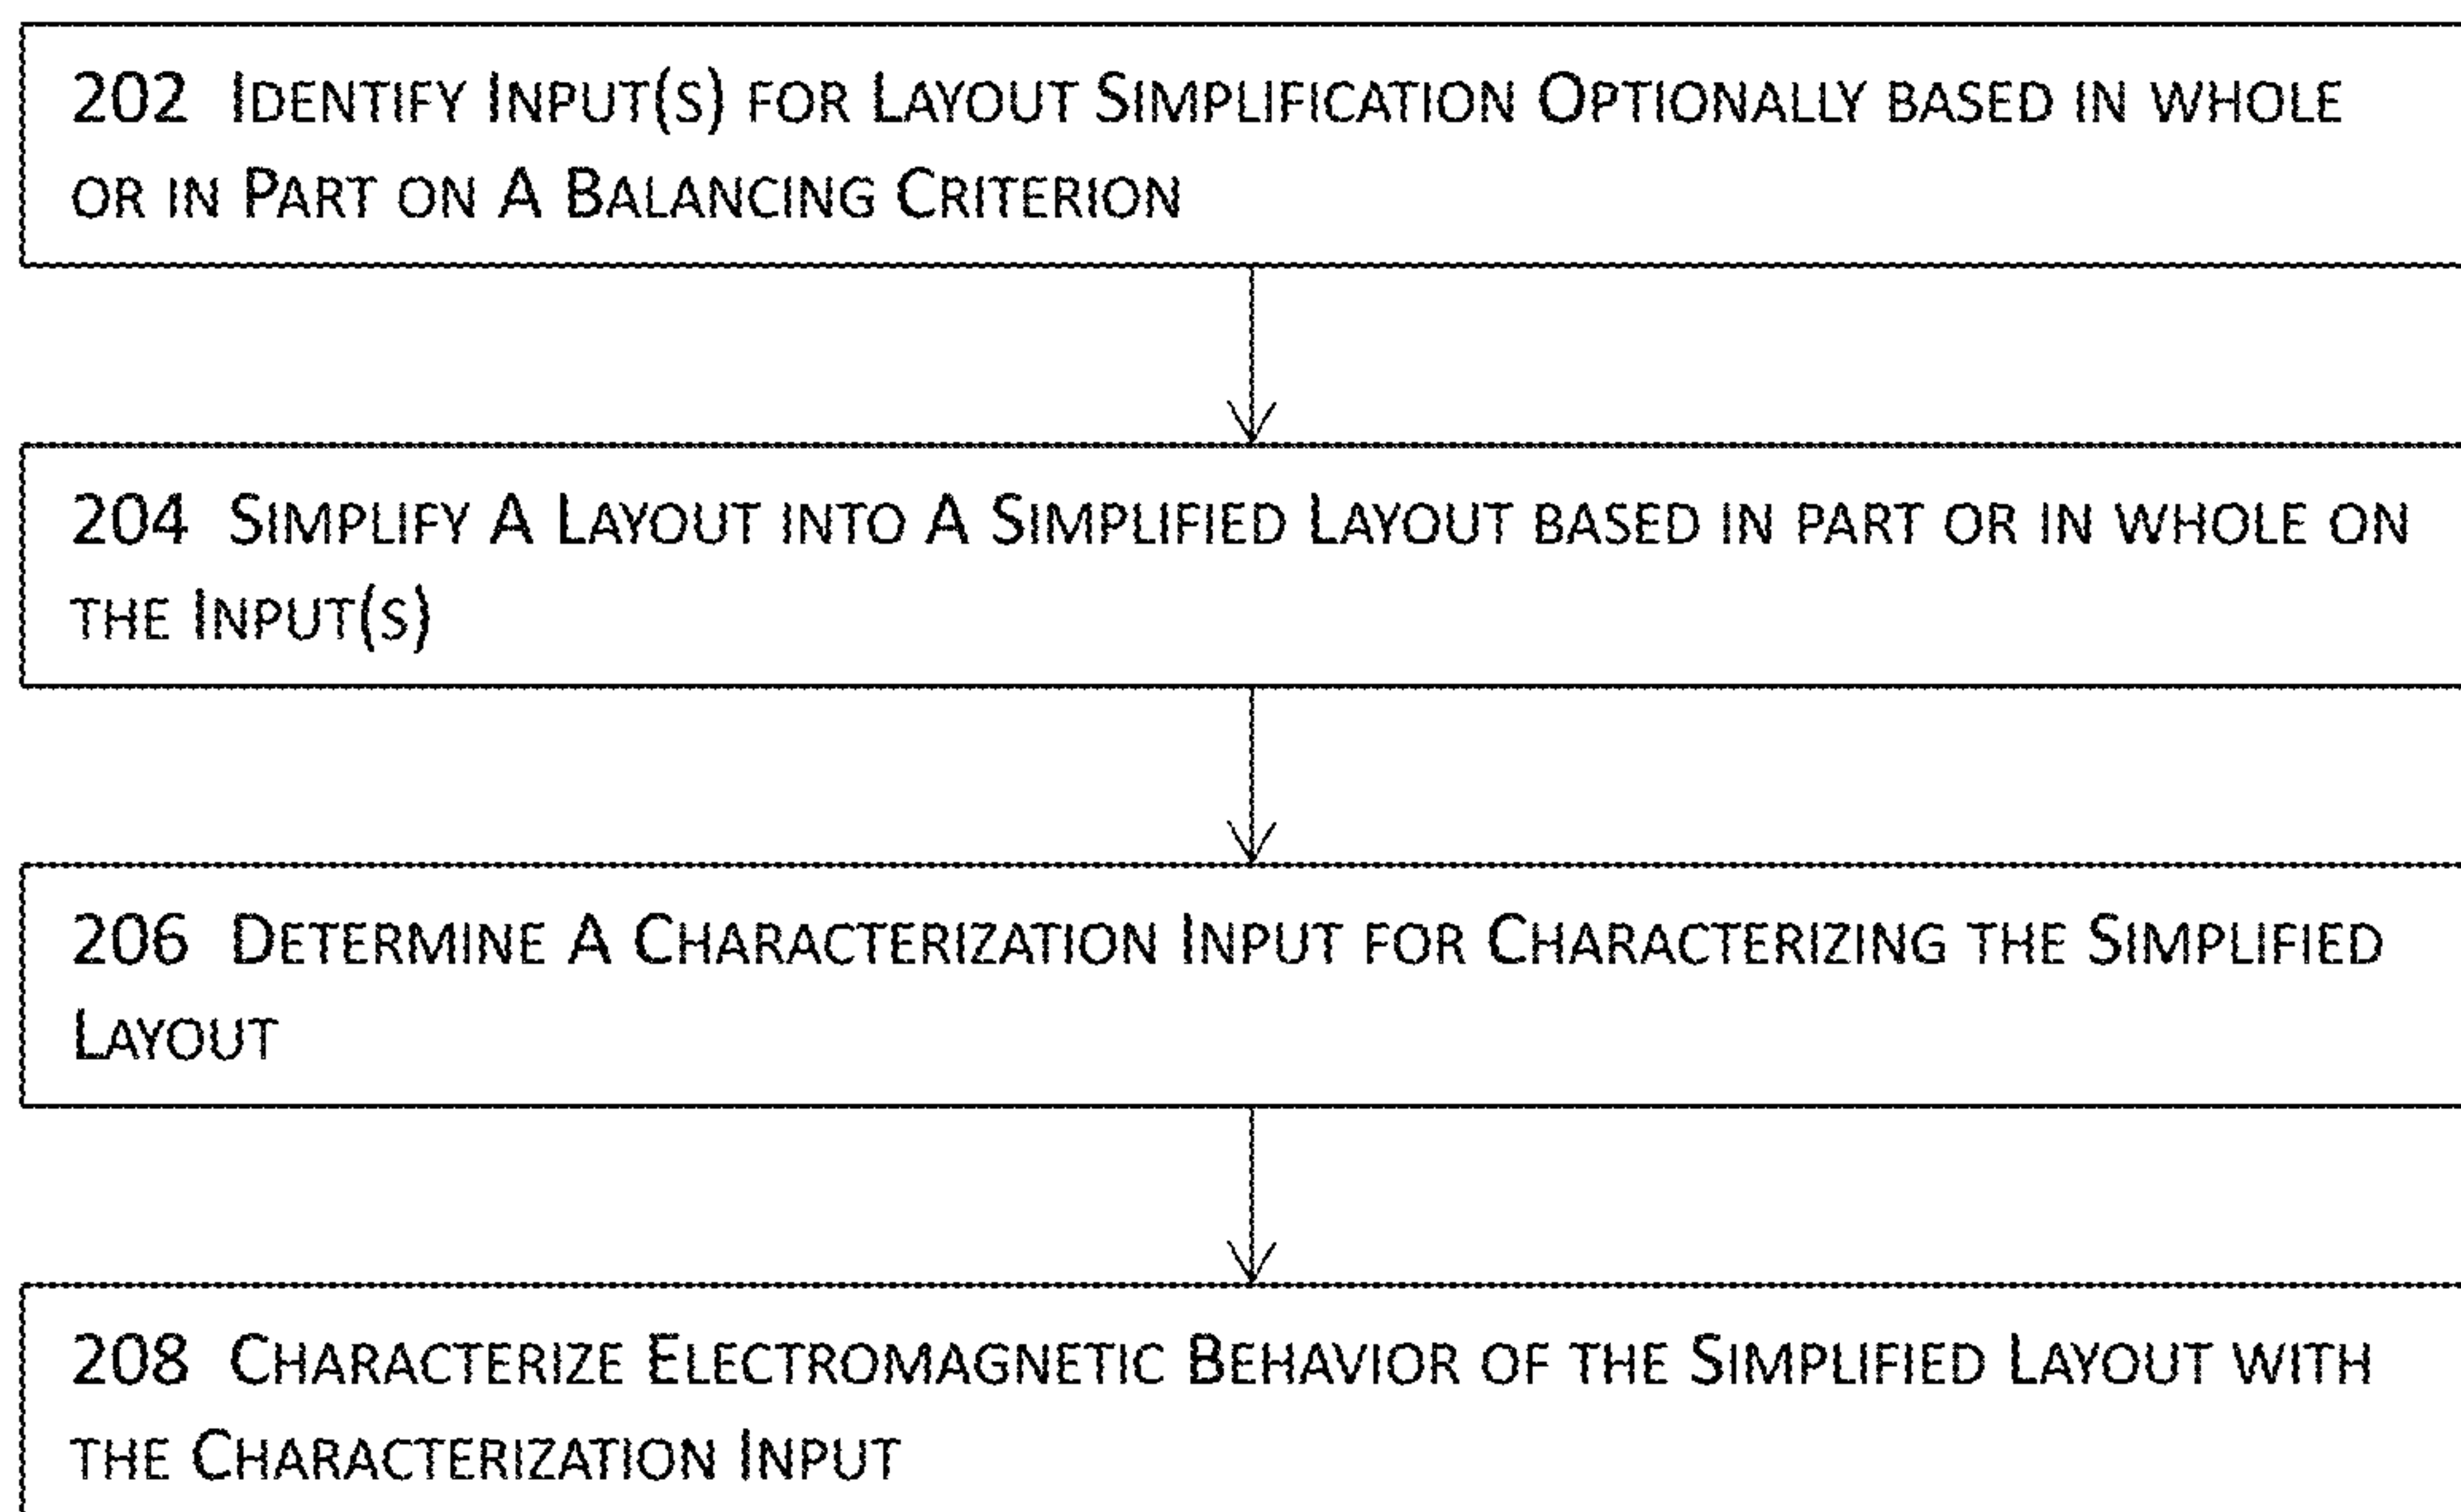 202 Identify Input(s) for Layout Simplification Optionally based in whole
or in Part on A Balancing Criterion
204 Simplify A Layout into A Simplified Layout based in part or in whole on
the Input(s)
206 Determine A Characterization Input for Characterizing the Simplified
Layout
208 Characterize Electromagnetic Behavior of the Simplified Layout with
the Characterization Input